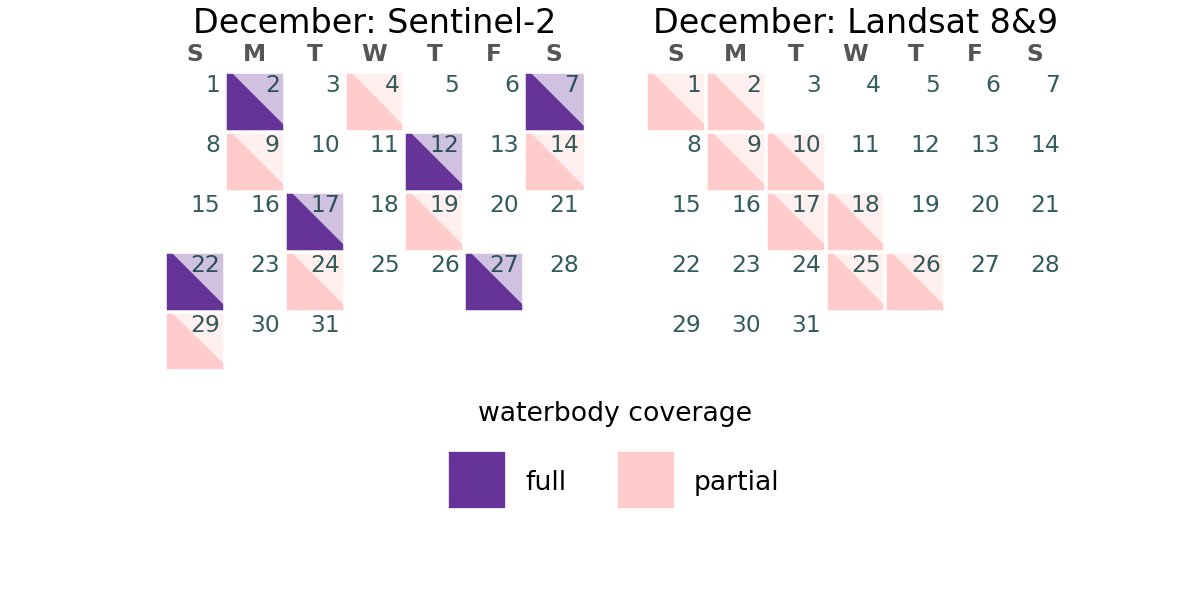 December: Sentinel-2
S M T W T F S
1 2 3 4 5 6 7
8 9 10 11 12 13 14
15 16 17 18 19 20 21
22 23 24 25 26 27 28
29 30 31
December: Landsat 8&9
S M T W T F S
1 2 3 4 5 6 7
8 9 10 11 12 13 14
15 16 17 18 19 20 21
22 23 24 25 26 27 28
29 30 31
waterbody coverage
full partial